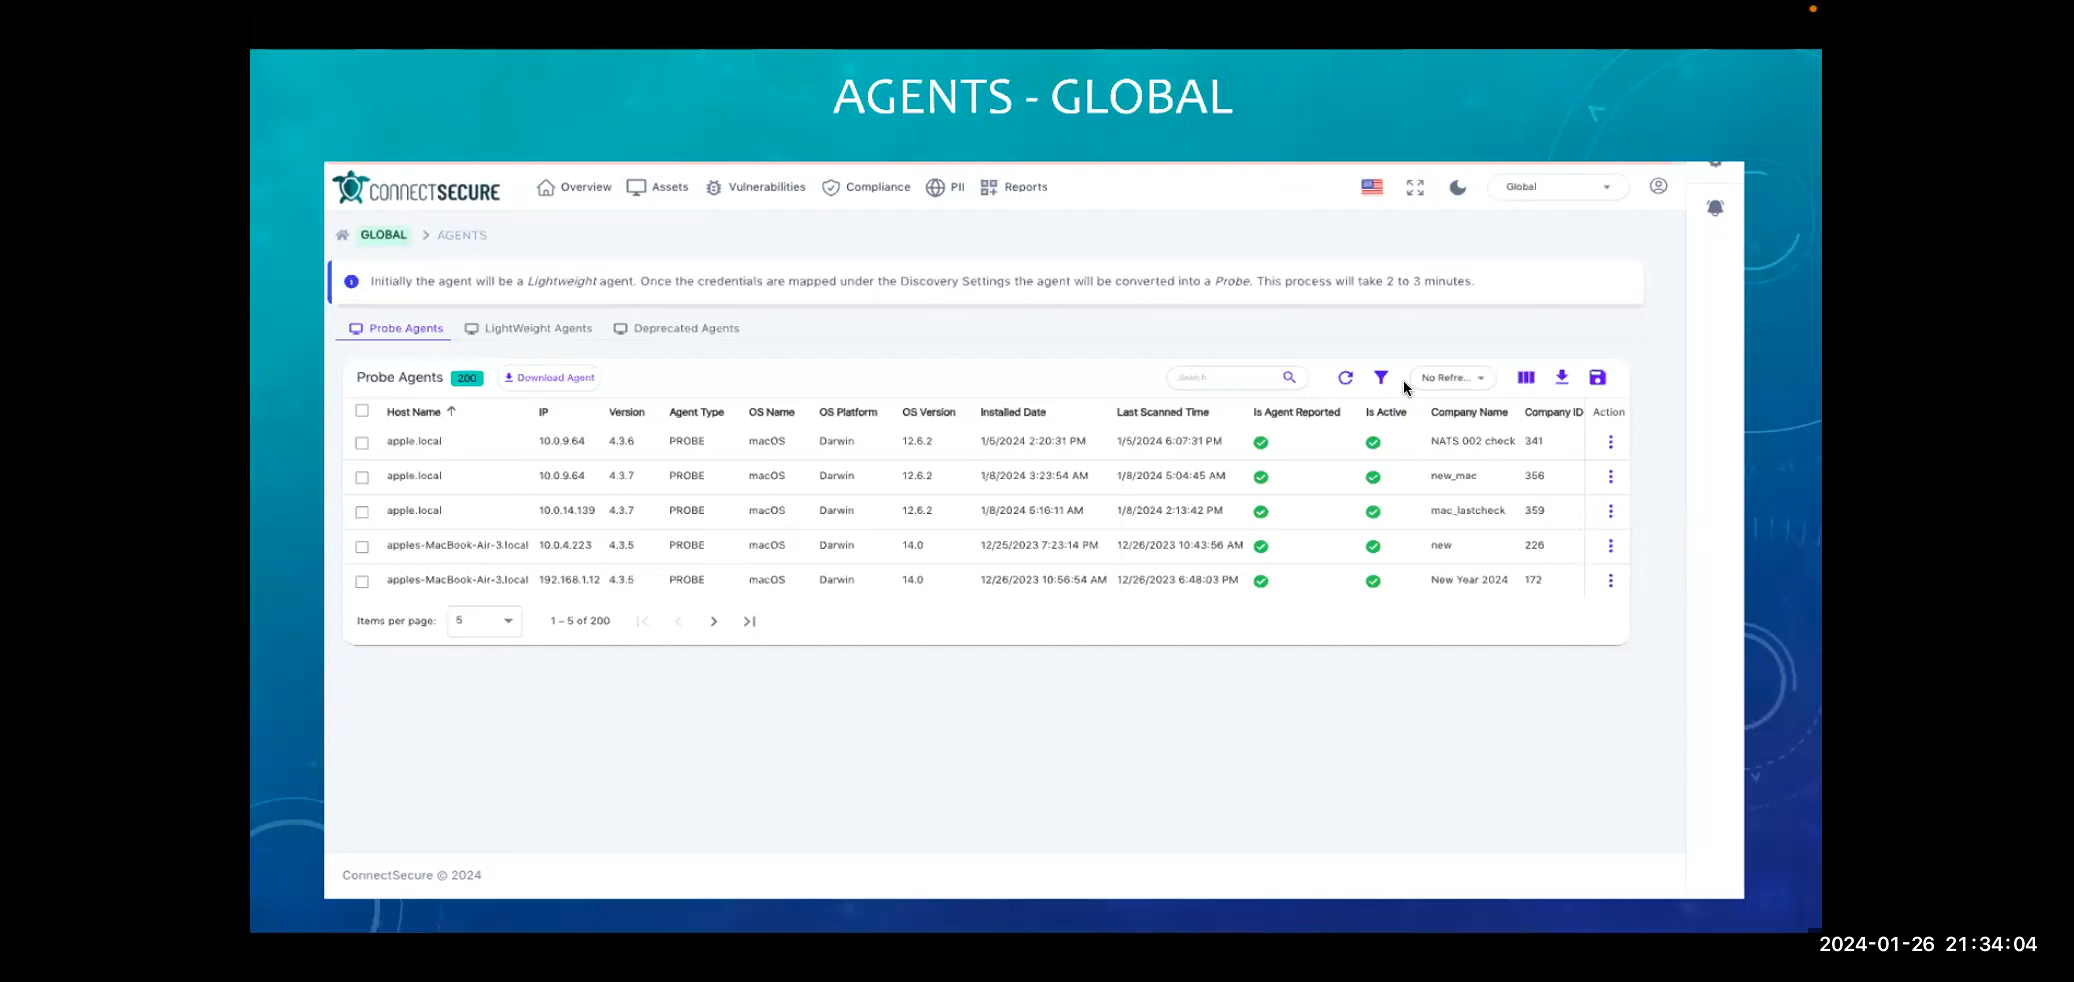 AGENTS - GLOBAL
CONNECTSECURE Overview Assets Vulnerabilities Compliance PII Reports Global
GLOBAL > AGENTS
Initially the agent will be a Lightweight agent. Once the credentials are mapped under the Discovery Settings the agent will be converted into a Probe. This process will take 2 to 3 minutes.
Probe Agents LightWeight Agents Deprecated Agents
Probe Agents 200 Download Agent Search No Refre...
Host Name IP Version Agent Type OS Name OS Platform OS Version Installed Date Last Scanned Time Is Agent Reported Is Active Company Name Company ID Action
apple.local 10.0.9.64 4.3.6 PROBE macOS Darwin 12.6.2 1/5/2024 2:20:31 PM 1/5/2024 6:07:31 PM NATS 002 check 341
apple.local 10.0.9.64 4.3.7 PROBE macOS Darwin 12.6.2 1/8/2024 3:23:54 AM 1/8/2024 5:04:45 AM new_mac 356
apple.local 10.0.14.139 4.3.7 PROBE macOS Darwin 12.6.2 1/8/2024 5:16:11 AM 1/8/2024 2:13:42 PM mac_lastcheck 359
apples-MacBook-Air-3.local 10.0.4.223 4.3.5 PROBE macOS Darwin 14.0 12/25/2023 7:23:14 PM 12/26/2023 10:43:56 AM new 226
apples-MacBook-Air-3.local 192.168.1.12 4.3.5 PROBE macOS Darwin 14.0 12/26/2023 10:56:54 AM 12/26/2023 6:48:03 PM New Year 2024 172
Items per page: 5 1 – 5 of 200
ConnectSecure © 2024
2024-01-26 21:34:04